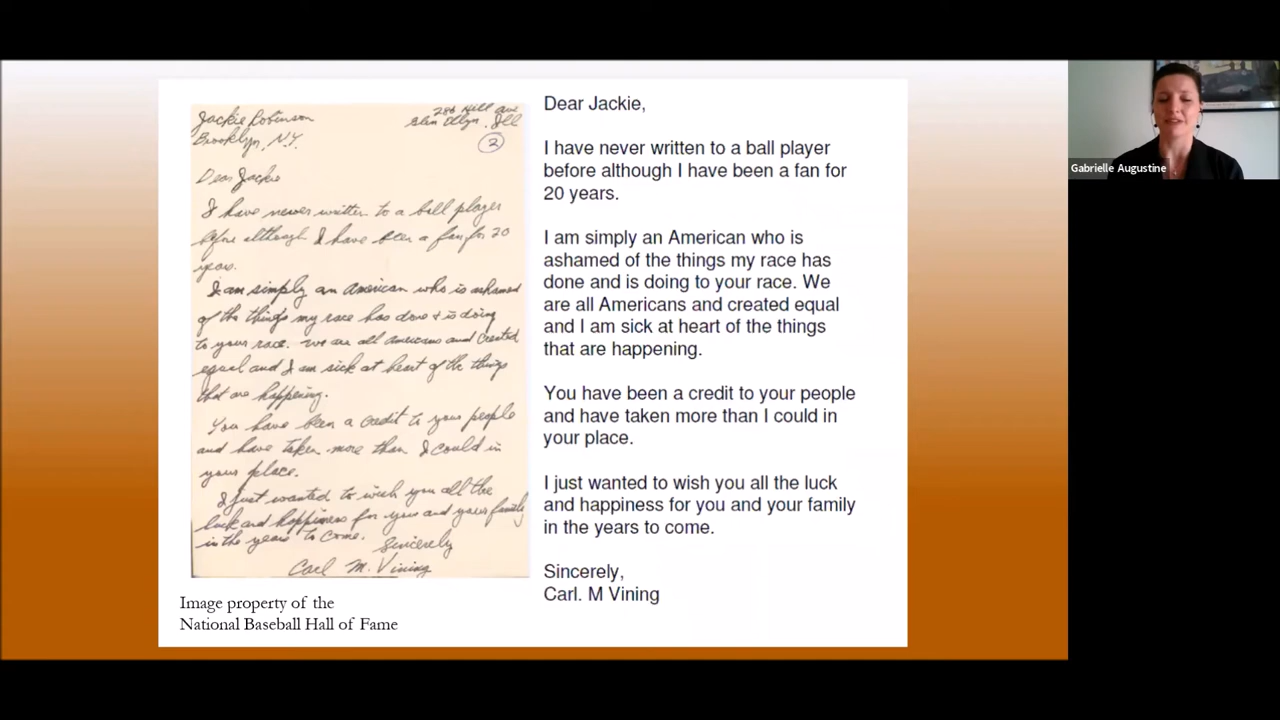 Jackie Robinson
Brooklyn, N.Y.
286 Hill Ave
Glen Ellyn, Ill
2
Dear Jackie
I have never written to a ball player
before although I have been a fan for 20
years.
I am simply an American who is ashamed
of the things my race has done + is doing
to your race. We are all Americans and created
equal and I am sick at heart of the things
that are happening.
You have been a credit to your people
and have taken more than I could in
your place.
I just wanted to wish you all the
luck and happiness for you and your family
in the years to come.
Sincerely
Carl M. Vining
Image property of the
National Baseball Hall of Fame
Dear Jackie,
I have never written to a ball player
before although I have been a fan for
20 years.
I am simply an American who is
ashamed of the things my race has
done and is doing to your race. We
are all Americans and created equal
and I am sick at heart of the things
that are happening.
You have been a credit to your people
and have taken more than I could in
your place.
I just wanted to wish you all the luck
and happiness for you and your family
in the years to come.
Sincerely,
Carl. M Vining
Gabrielle Augustine